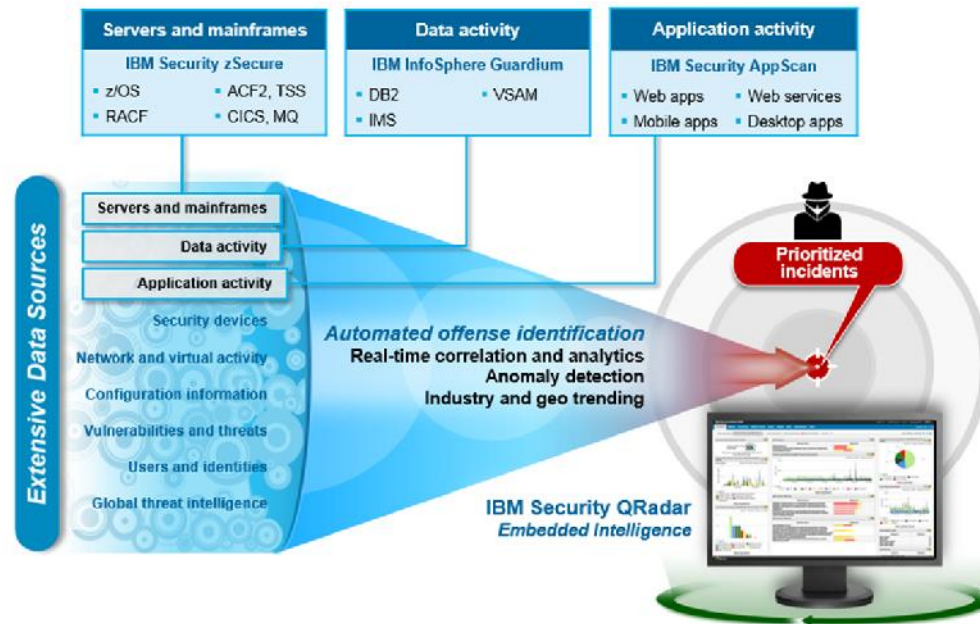 Servers and mainframes
IBM Security zSecure
▪ z/OS
▪ ACF2, TSS
▪ RACF
▪ CICS, MQ
Data activity
IBM InfoSphere Guardium
▪ DB2
▪ VSAM
▪ IMS
Application activity
IBM Security AppScan
▪ Web apps
▪ Web services
▪ Mobile apps
▪ Desktop apps
Extensive Data Sources
Servers and mainframes
Data activity
Application activity
Security devices
Network and virtual activity
Configuration information
Vulnerabilities and threats
Users and identities
Global threat intelligence
Automated offense identification
Real-time correlation and analytics
Anomaly detection
Industry and geo trending
Prioritized
incidents
IBM Security QRadar
Embedded Intelligence